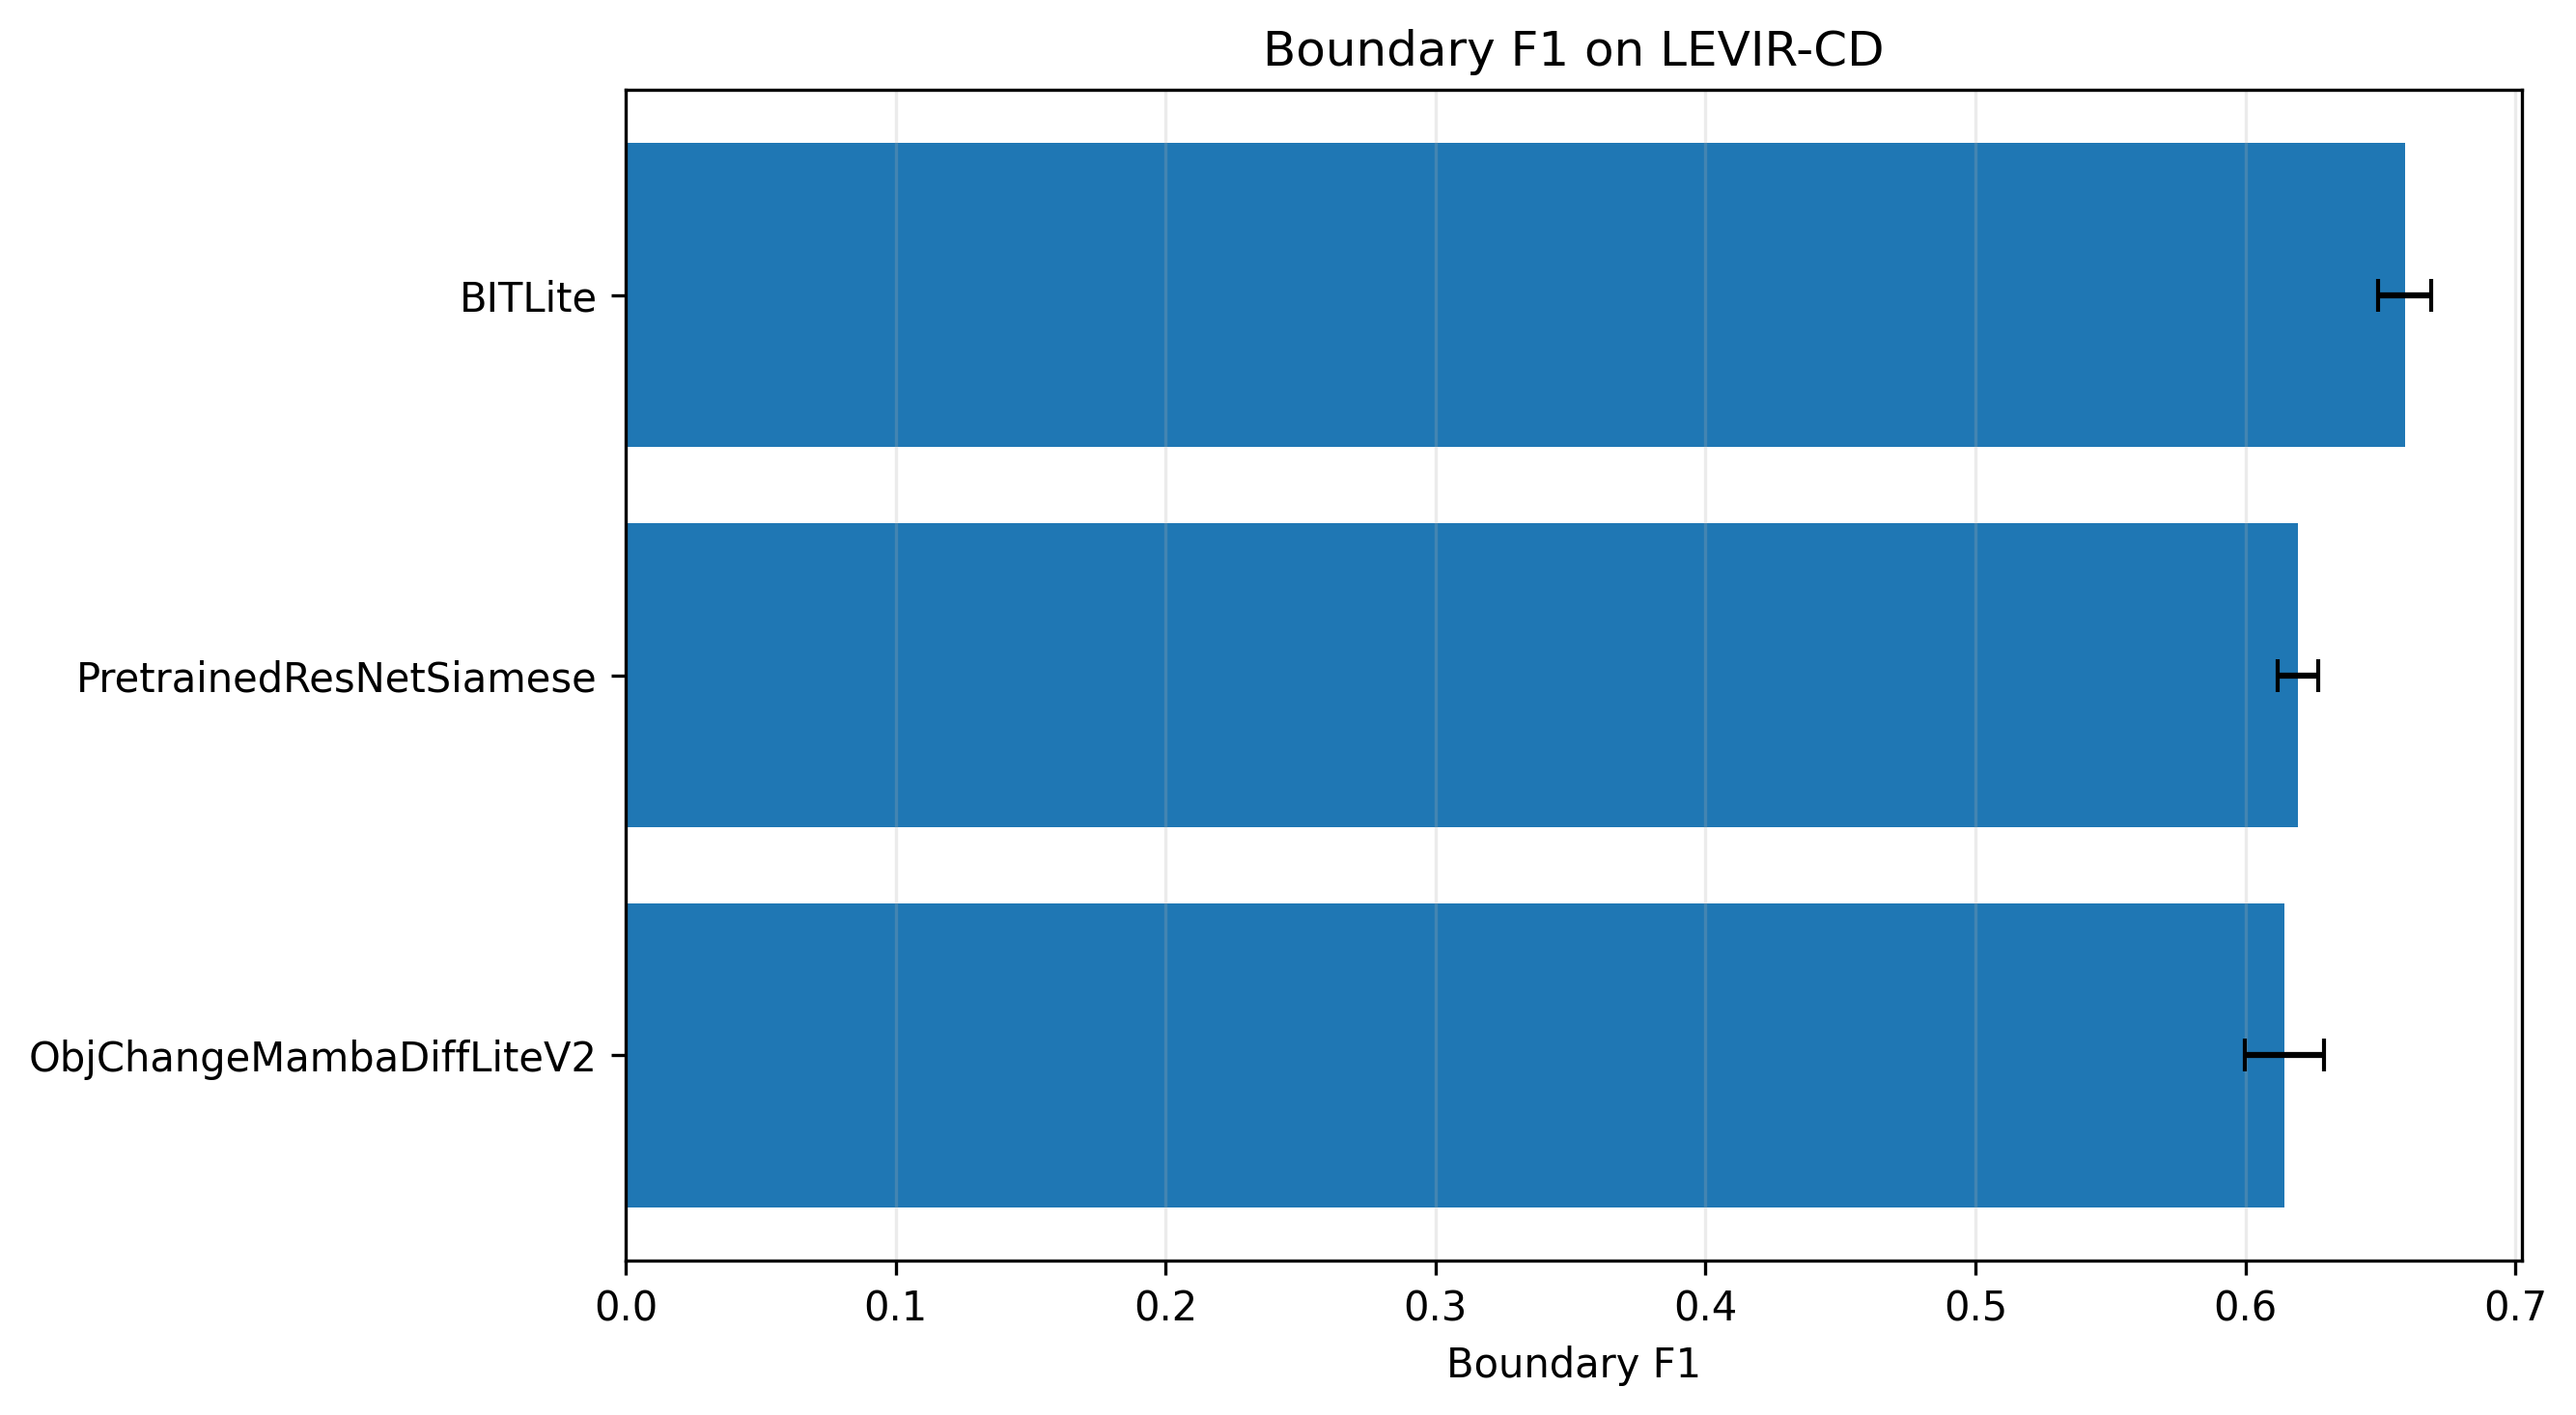 Boundary F1 on LEVIR-CD
BITLite
PretrainedResNetSiamese
ObjChangeMambaDiffLiteV2
0.0 0.1 0.2 0.3 0.4 0.5 0.6 0.7
Boundary F1